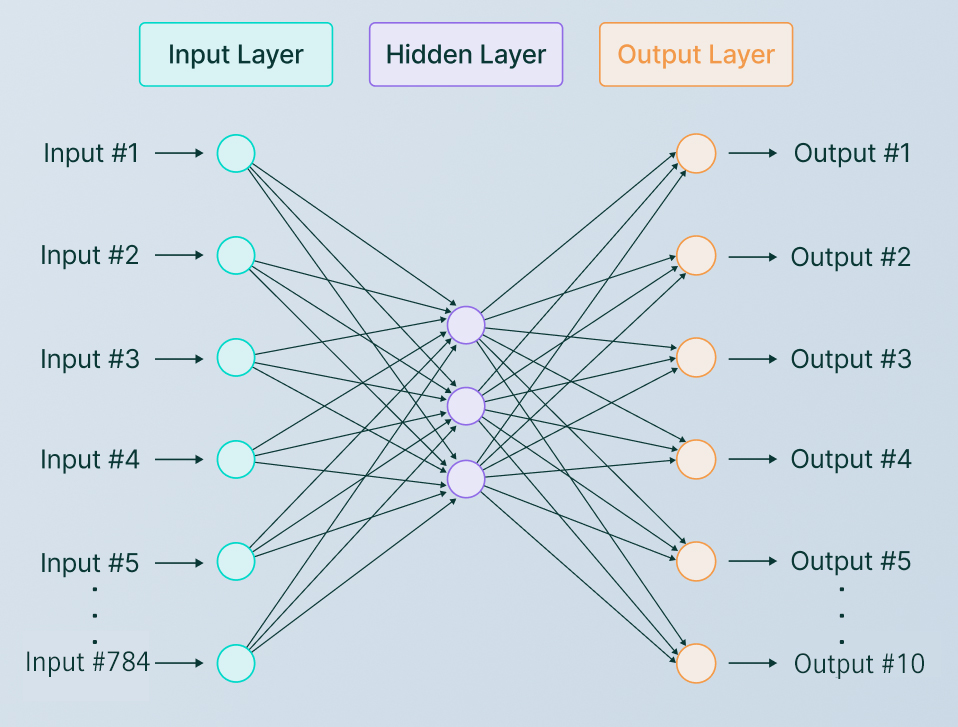 Input Layer
Hidden Layer
Output Layer
Input #1
Output #1
Input #2
Output #2
Input #3
Output #3
Input #4
Output #4
Input #5
Output #5
Input #784
Output #10